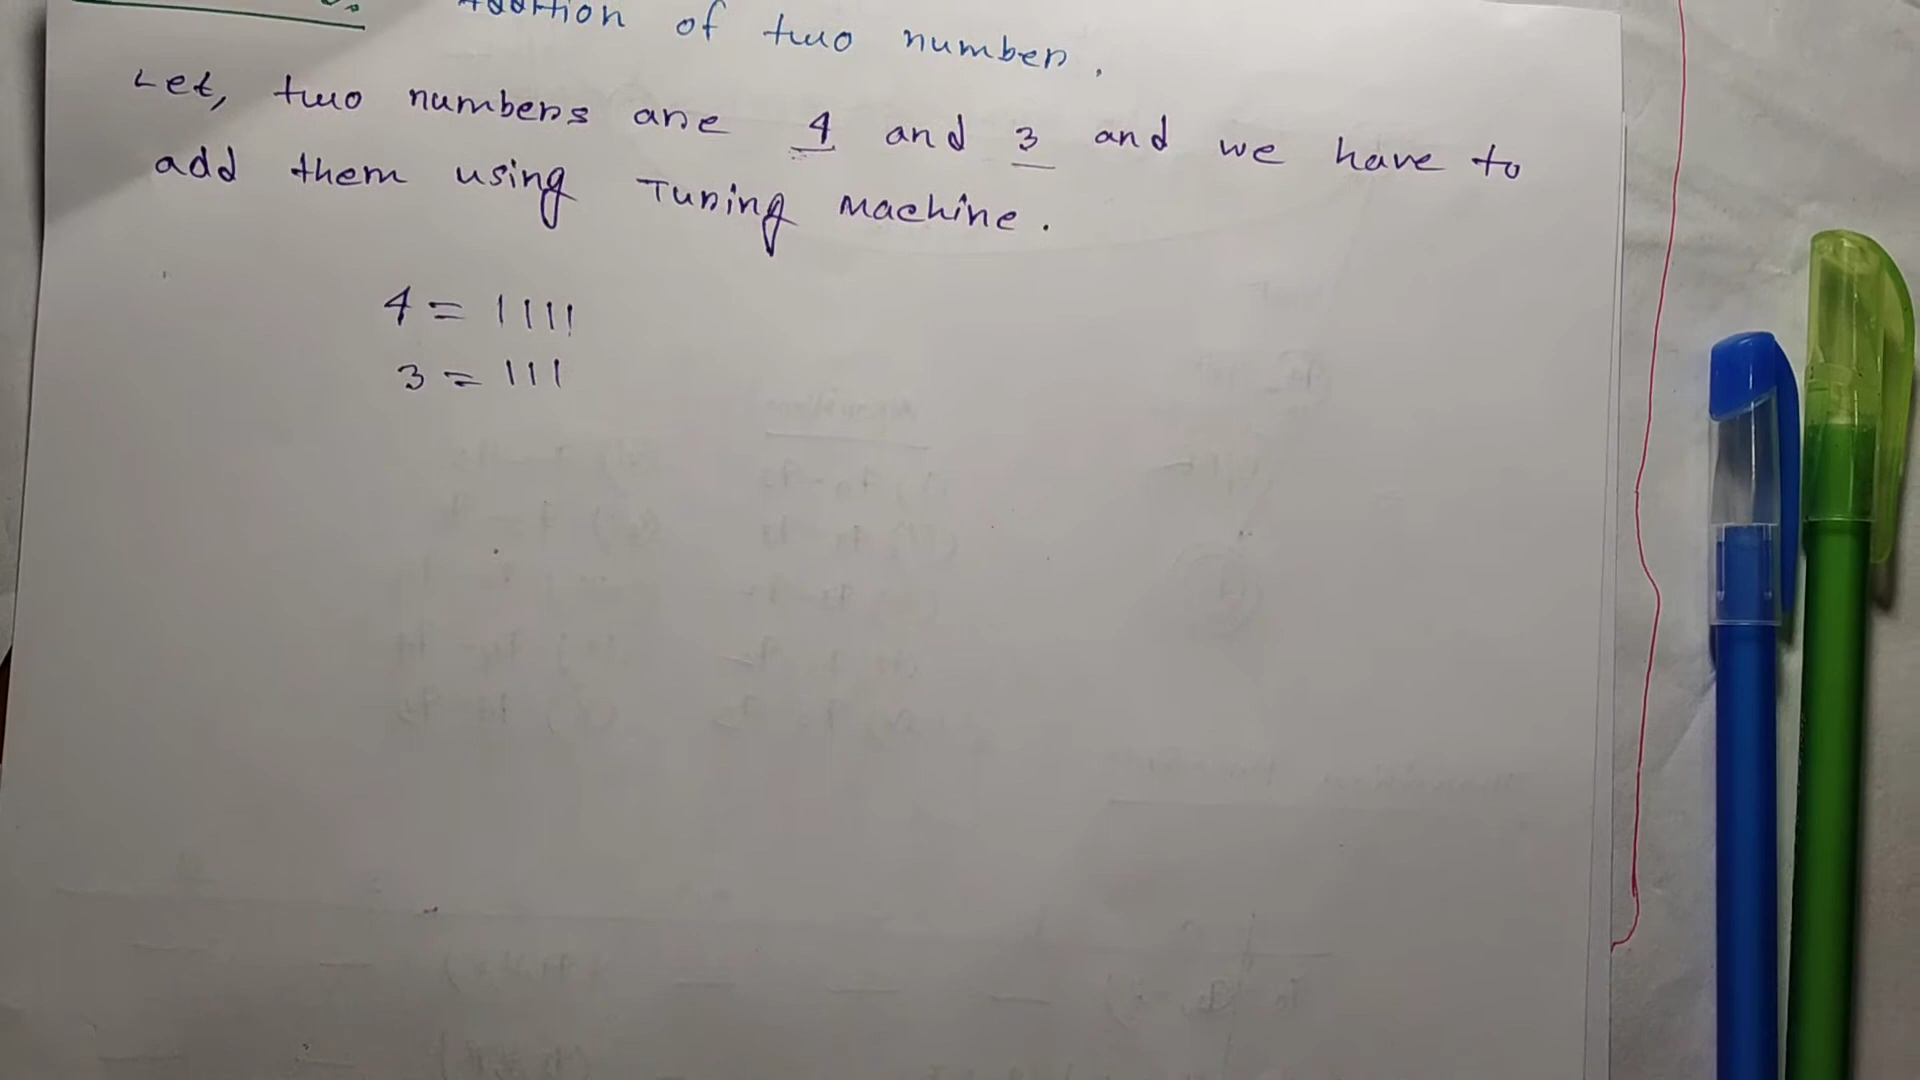 Addition of two number.
Let, two numbers are 4 and 3 and we have to
add them using Turing Machine.
4 = 1111
3 = 111